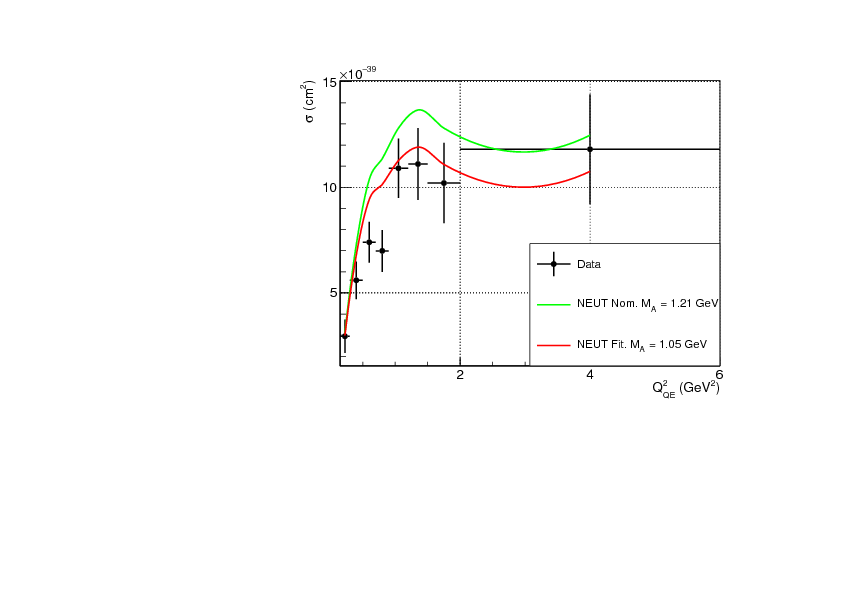 15 ×10⁻³⁹
σ (cm²)
10
5
Data
NEUT Nom. M_A = 1.21 GeV
NEUT Fit. M_A = 1.05 GeV
2 4 6
Q²_QE (GeV²)